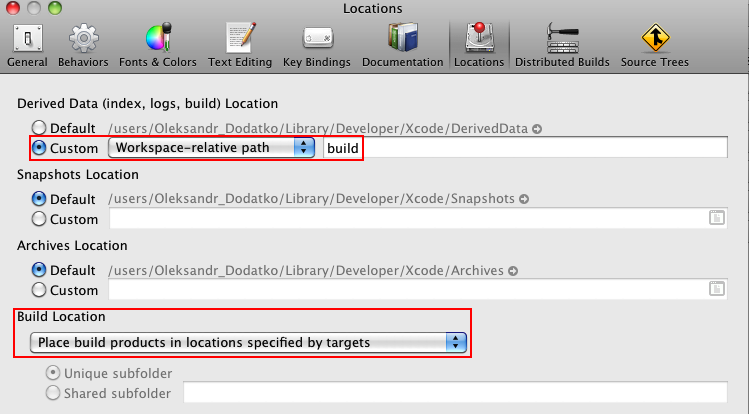 Locations
General Behaviors Fonts & Colors Text Editing Key Bindings Documentation Locations Distributed Builds Source Trees
Derived Data (index, logs, build) Location
Default /users/Oleksandr_Dodatko/Library/Developer/Xcode/DerivedData
Custom Workspace-relative path build
Snapshots Location
Default /users/Oleksandr_Dodatko/Library/Developer/Xcode/Snapshots
Custom
Archives Location
Default /users/Oleksandr_Dodatko/Library/Developer/Xcode/Archives
Custom
Build Location
Place build products in locations specified by targets
Unique subfolder
Shared subfolder